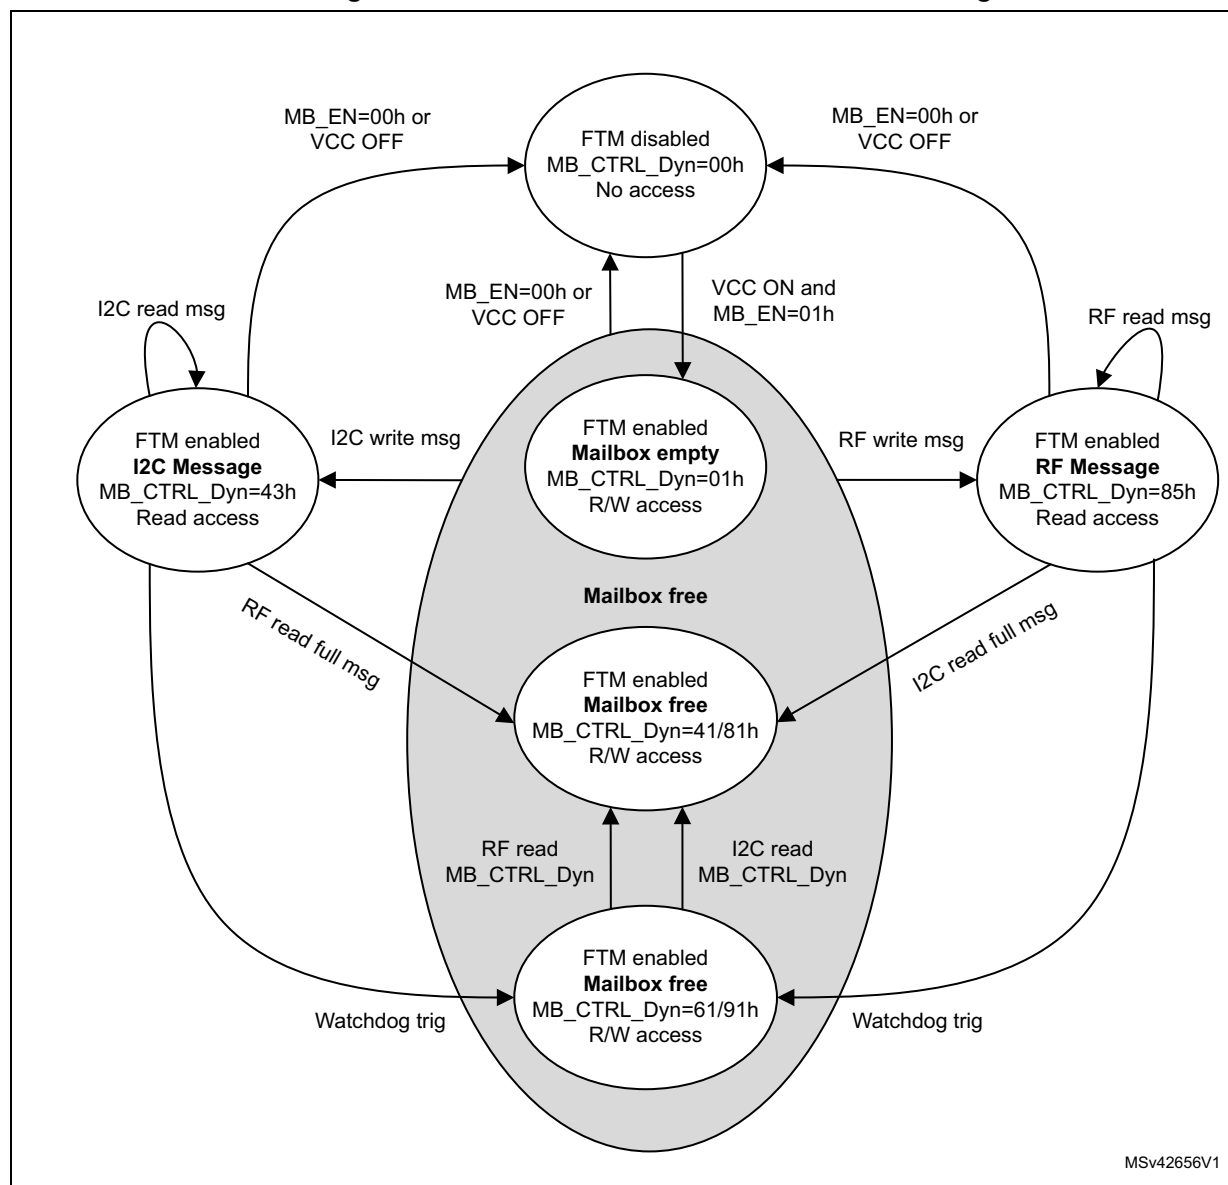 FTM disabled
MB_CTRL_Dyn=00h
No access
MB_EN=00h or
VCC OFF
MB_EN=00h or
VCC OFF
MB_EN=00h or
VCC OFF
VCC ON and
MB_EN=01h
I2C read msg
RF read msg
FTM enabled
I2C Message
MB_CTRL_Dyn=43h
Read access
I2C write msg
FTM enabled
Mailbox empty
MB_CTRL_Dyn=01h
R/W access
RF write msg
FTM enabled
RF Message
MB_CTRL_Dyn=85h
Read access
Mailbox free
RF read full msg
I2C read full msg
FTM enabled
Mailbox free
MB_CTRL_Dyn=41/81h
R/W access
RF read
MB_CTRL_Dyn
I2C read
MB_CTRL_Dyn
FTM enabled
Mailbox free
MB_CTRL_Dyn=61/91h
R/W access
Watchdog trig
Watchdog trig
MSv42656V1